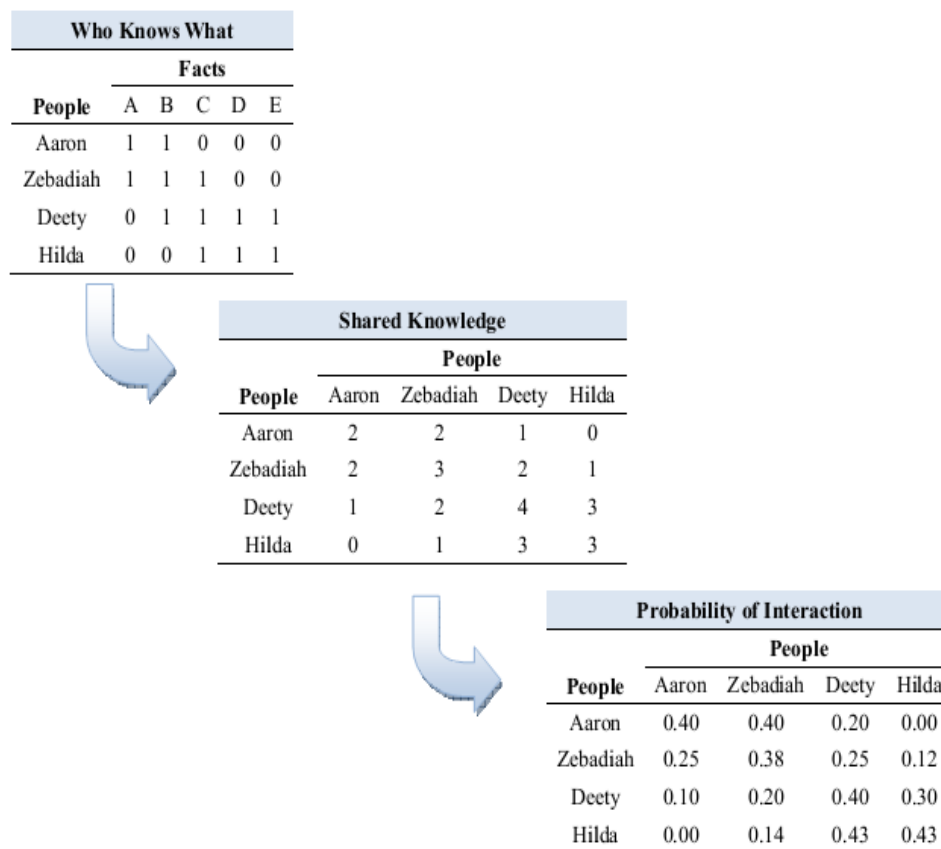 Who Knows What
Facts
People A B C D E
Aaron 1 1 0 0 0
Zebadiah 1 1 1 0 0
Deety 0 1 1 1 1
Hilda 0 0 1 1 1
Shared Knowledge
People
People Aaron Zebadiah Deety Hilda
Aaron 2 2 1 0
Zebadiah 2 3 2 1
Deety 1 2 4 3
Hilda 0 1 3 3
Probability of Interaction
People
People Aaron Zebadiah Deety Hilda
Aaron 0.40 0.40 0.20 0.00
Zebadiah 0.25 0.38 0.25 0.12
Deety 0.10 0.20 0.40 0.30
Hilda 0.00 0.14 0.43 0.43